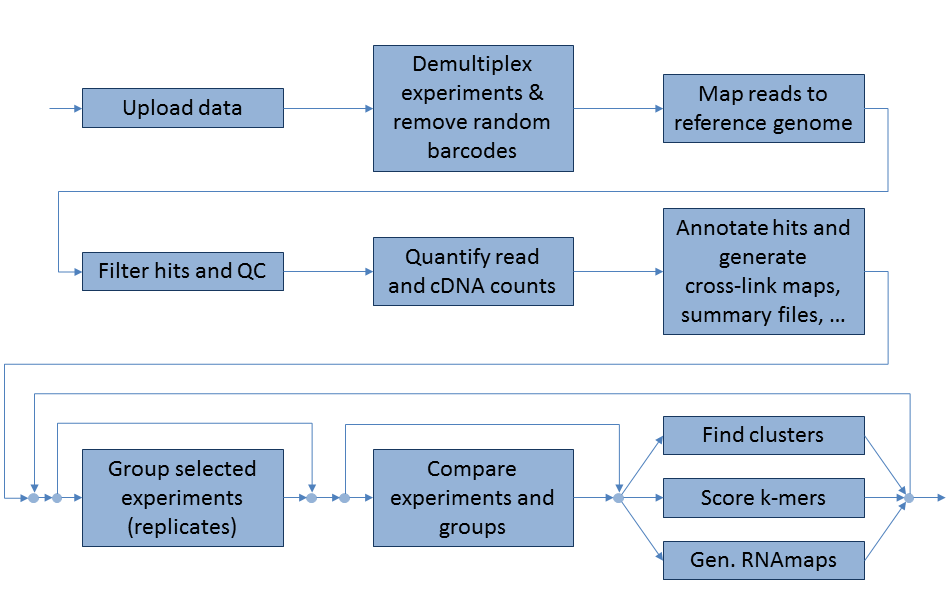 Upload data
Demultiplex
experiments &
remove random
barcodes
Map reads to
reference genome
Filter hits and QC
Quantify read
and cDNA counts
Annotate hits and
generate
cross-link maps,
summary files, …
Group selected
experiments
(replicates)
Compare
experiments and
groups
Find clusters
Score k-mers
Gen. RNAmaps